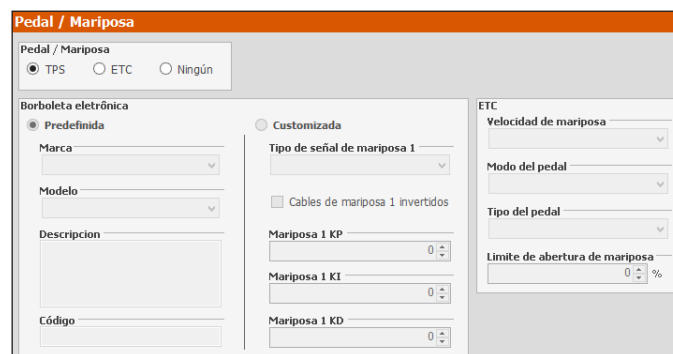 Pedal / Mariposa
Pedal / Mariposa
TPS ETC Ningún
Borboleta eletrônica
Predefinida
Marca
Modelo
Descripcion
Código
Customizada
Tipo de señal de mariposa 1
Cables de mariposa 1 invertidos
Mariposa 1 KP
0
Mariposa 1 KI
0
Mariposa 1 KD
0
ETC
Velocidad de mariposa
Modo del pedal
Tipo del pedal
Limite de abertura de mariposa
0 %